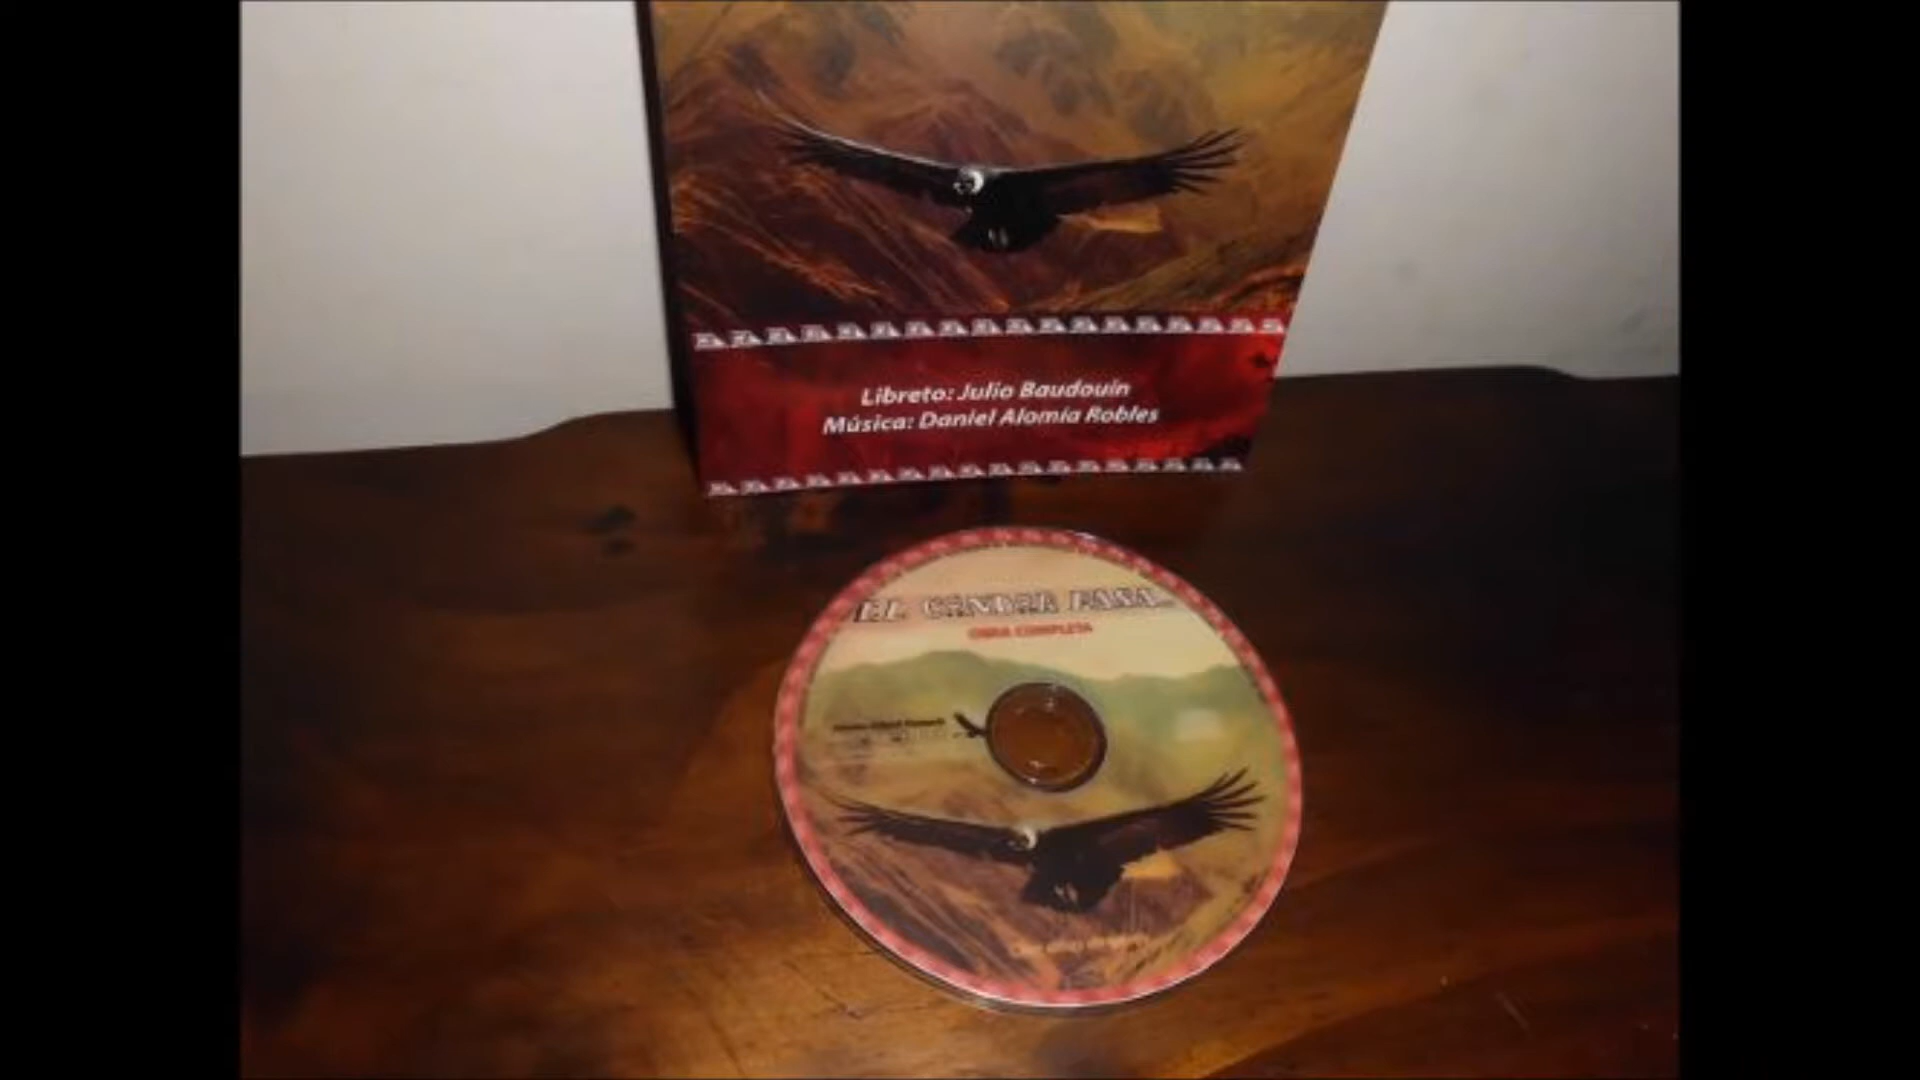 Libreto: Julio Baudouin
Música: Daniel Alomía Robles
EL CÓNDOR PASA...
OBRA COMPLETA